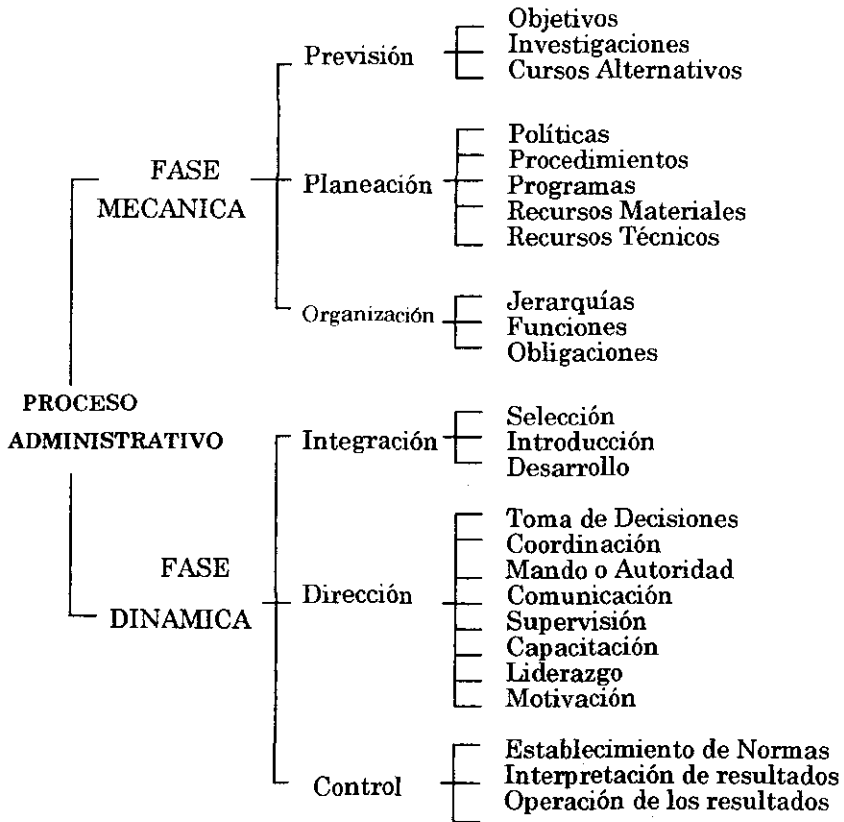 Objetivos
Previsión
Investigaciones
Cursos Alternativos
Políticas
FASE
MECANICA
Procedimientos
Planeación
Programas
Recursos Materiales
Recursos Técnicos
Jerarquías
Organización
Funciones
Obligaciones
PROCESO
ADMINISTRATIVO
Selección
Integración
Introducción
Desarrollo
Toma de Decisiones
Coordinación
Mando o Autoridad
FASE
DINAMICA
Dirección
Comunicación
Supervisión
Capacitación
Liderazgo
Motivación
Establecimiento de Normas
Control
Interpretación de resultados
Operación de los resultados